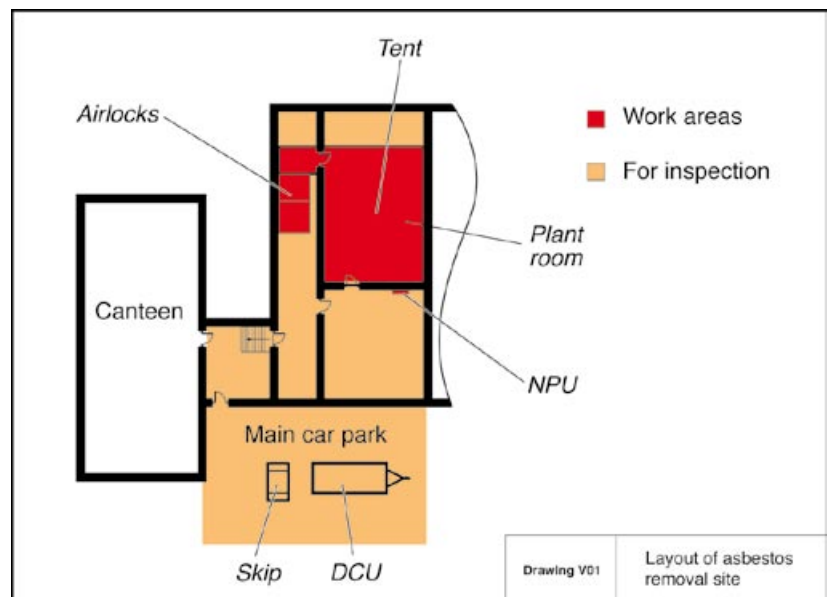 Tent
Airlocks
Work areas
For inspection
Plant
room
Canteen
NPU
Main car park
Skip
DCU
Drawing V01
Layout of asbestos
removal site